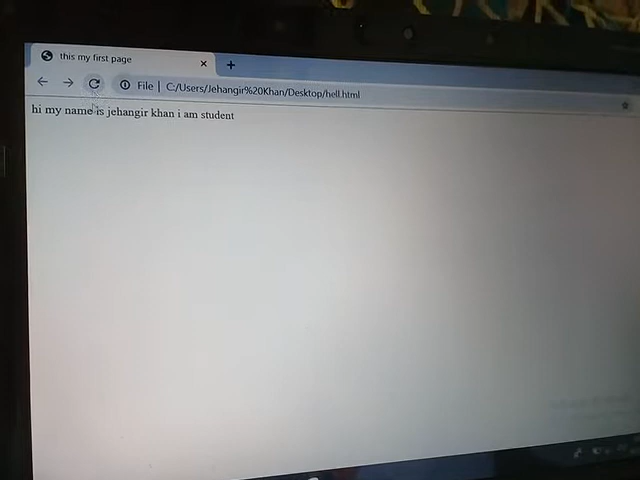 this my first page
File | C:/Users/Jehangir%20Khan/Desktop/hell.html
hi my name is jehangir khan i am student